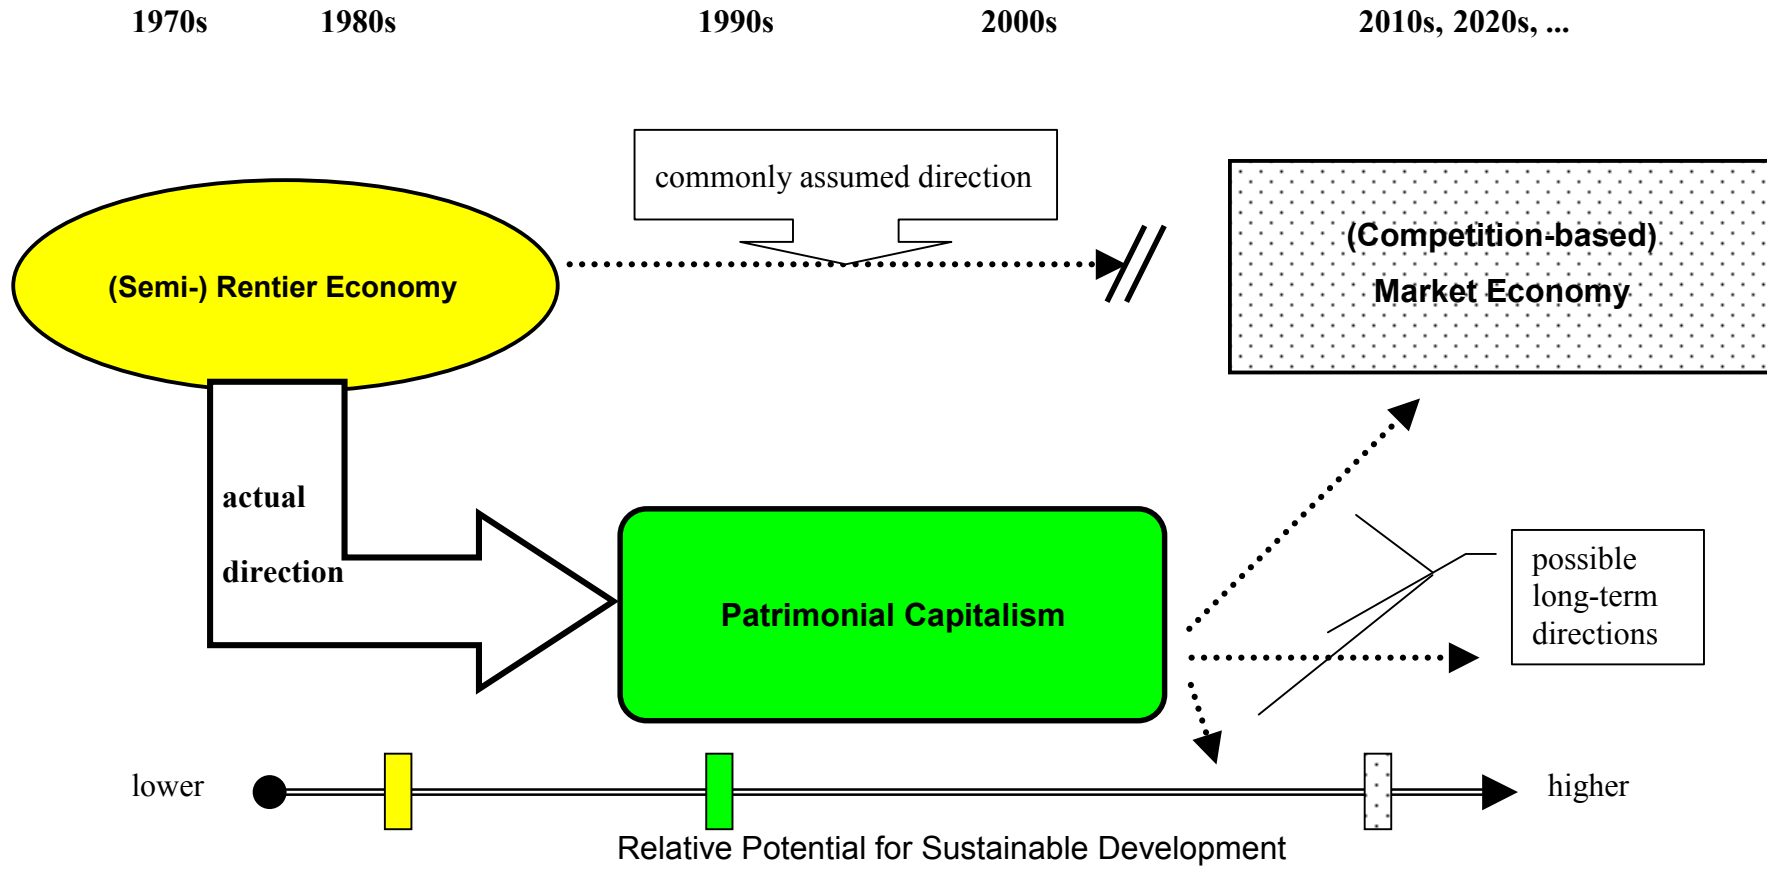 1970s 1980s 1990s 2000s 2010s, 2020s, ...
commonly assumed direction
(Semi-) Rentier Economy
(Competition-based)
Market Economy
actual
direction
Patrimonial Capitalism
possible
long-term
directions
lower
higher
Relative Potential for Sustainable Development